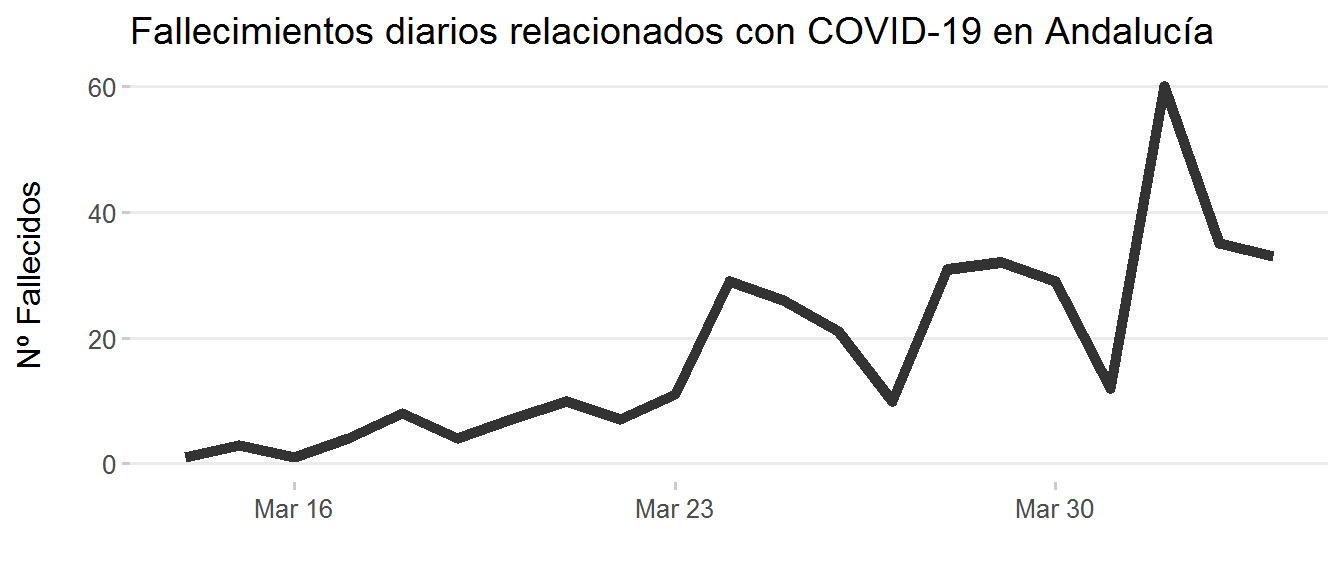 Fallecimientos diarios relacionados con COVID-19 en Andalucía
Nº Fallecidos
60
40
20
0
Mar 16
Mar 23
Mar 30